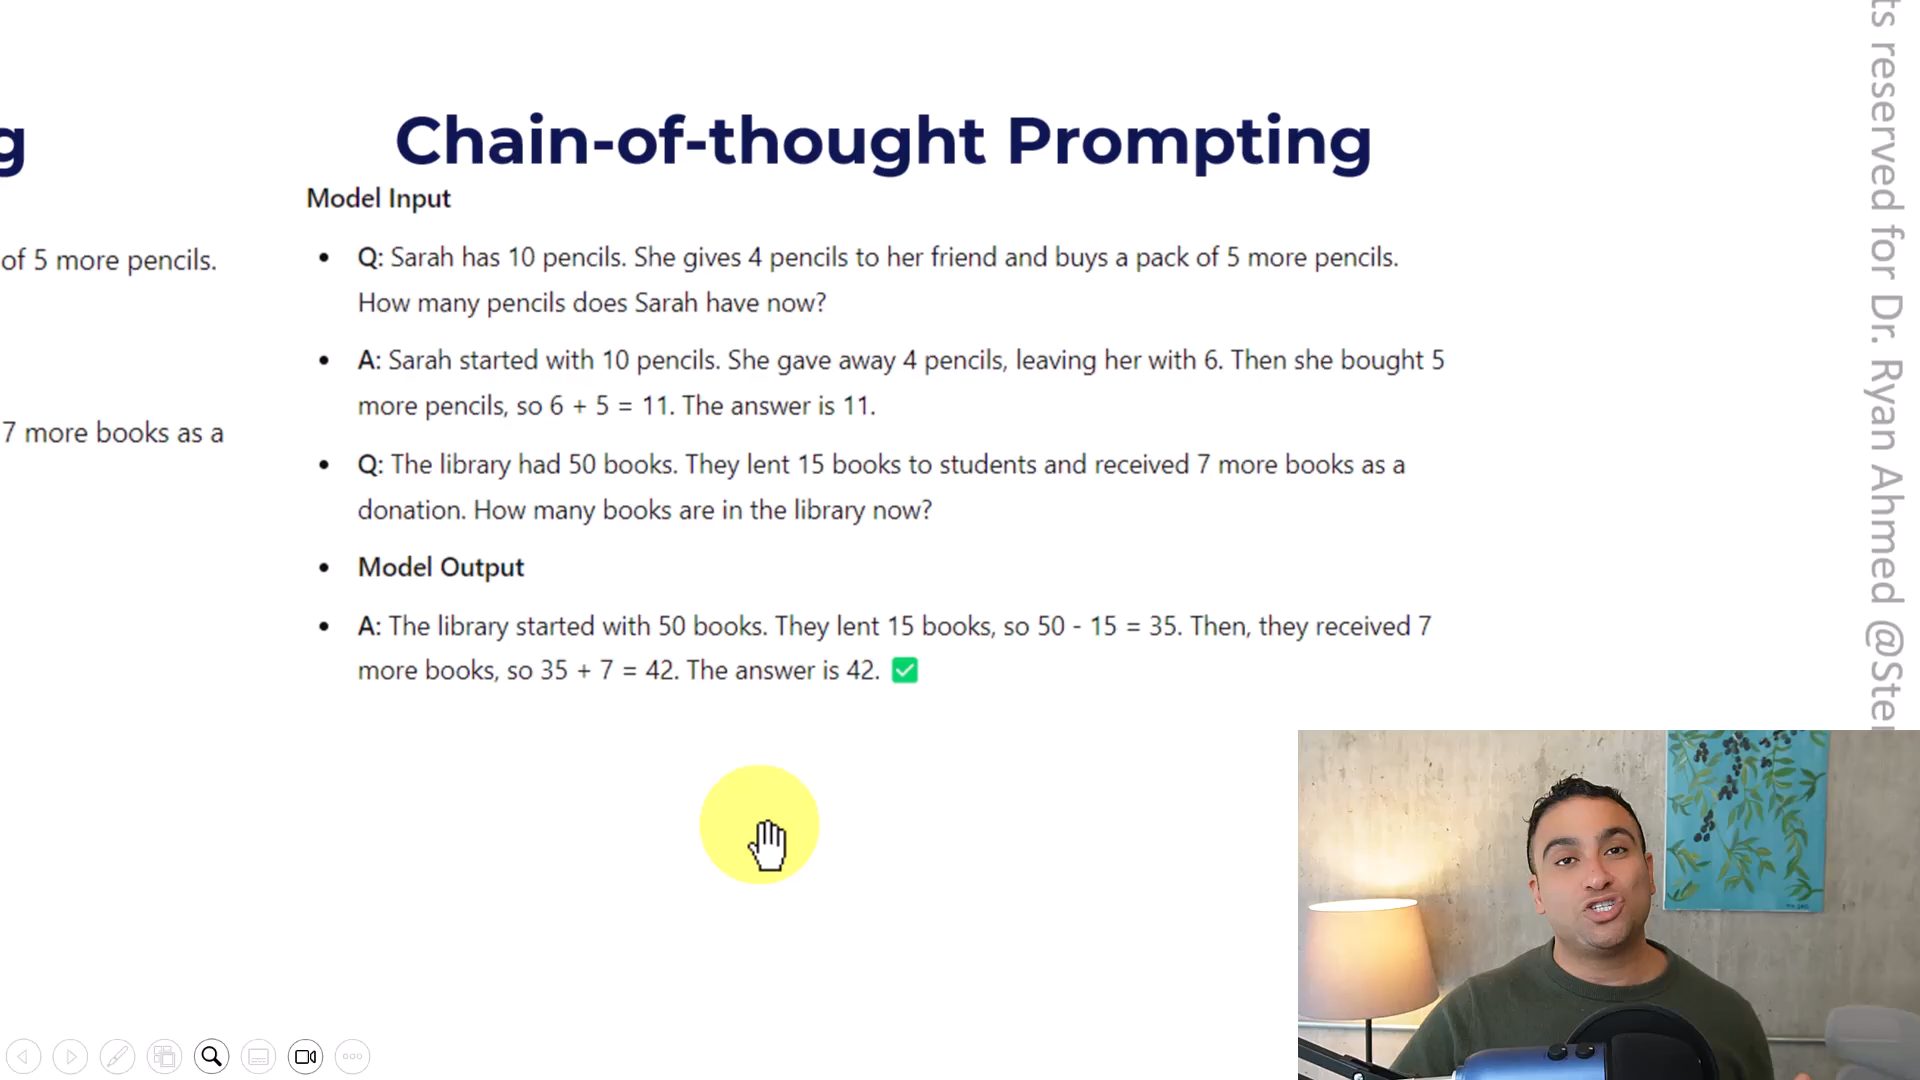 g
Chain-of-thought Prompting
Model Input
of 5 more pencils.
• Q: Sarah has 10 pencils. She gives 4 pencils to her friend and buys a pack of 5 more pencils.
How many pencils does Sarah have now?
• A: Sarah started with 10 pencils. She gave away 4 pencils, leaving her with 6. Then she bought 5
more pencils, so 6 + 5 = 11. The answer is 11.
7 more books as a
• Q: The library had 50 books. They lent 15 books to students and received 7 more books as a
donation. How many books are in the library now?
• Model Output
• A: The library started with 50 books. They lent 15 books, so 50 - 15 = 35. Then, they received 7
more books, so 35 + 7 = 42. The answer is 42. ✅
ts reserved for Dr. Ryan Ahmed @Ste